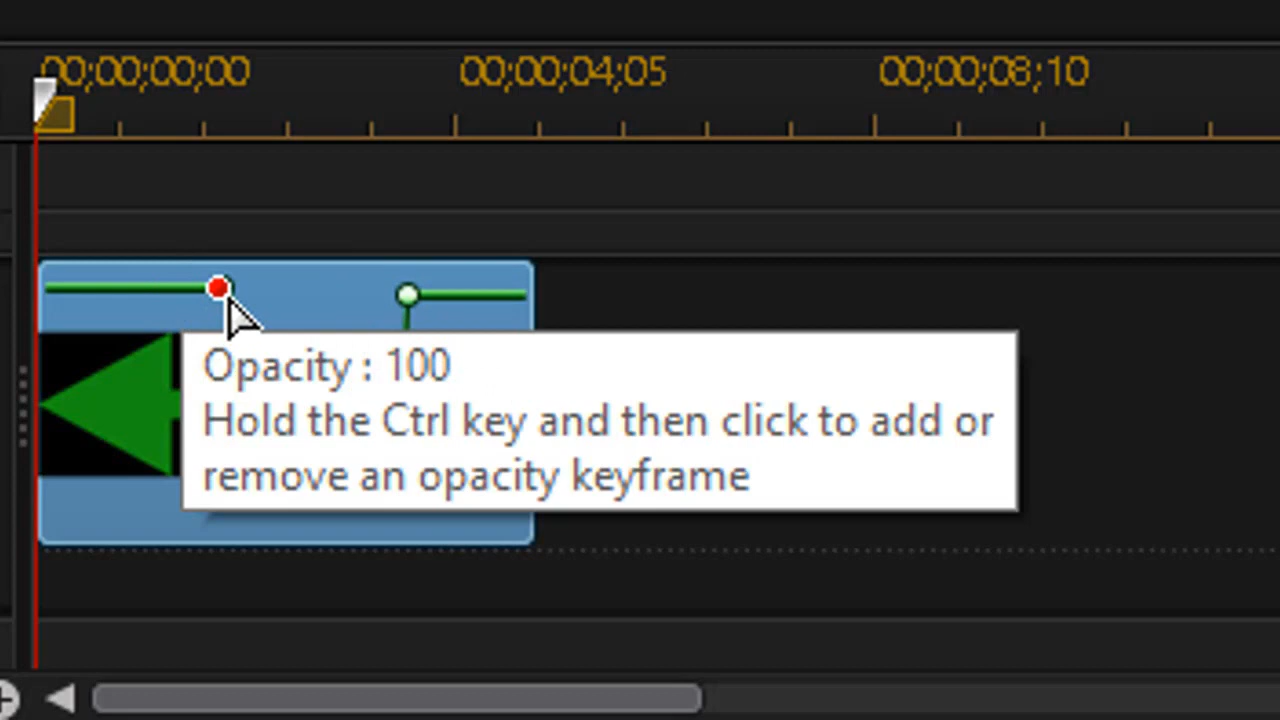 00;00;00;00 00;00;04;05 00;00;08;10
Opacity : 100
Hold the Ctrl key and then click to add or
remove an opacity keyframe